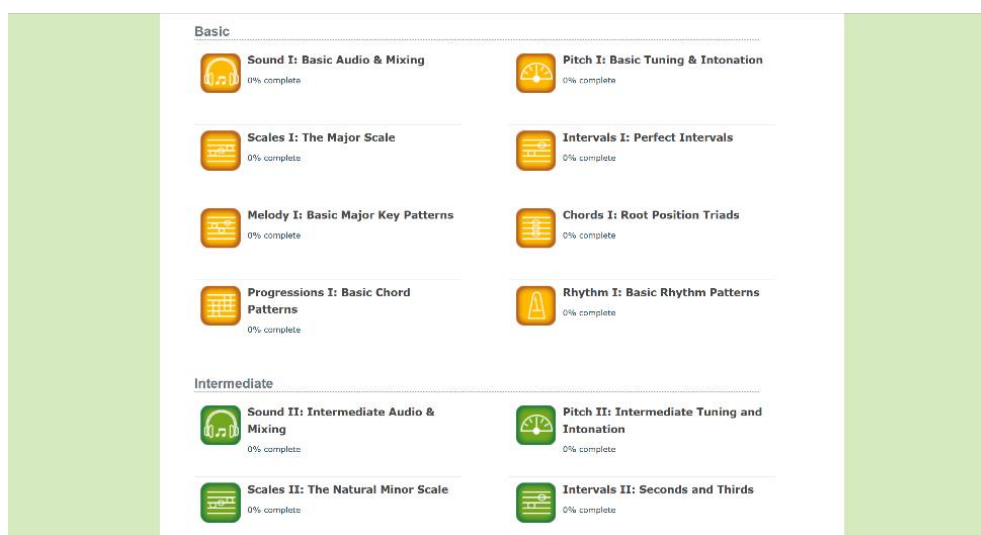 Basic
Sound I: Basic Audio & Mixing
0% complete
Pitch I: Basic Tuning & Intonation
0% complete
Scales I: The Major Scale
0% complete
Intervals I: Perfect Intervals
0% complete
Melody I: Basic Major Key Patterns
0% complete
Chords I: Root Position Triads
0% complete
Progressions I: Basic Chord
Patterns
0% complete
Rhythm I: Basic Rhythm Patterns
0% complete
Intermediate
Sound II: Intermediate Audio &
Mixing
0% complete
Pitch II: Intermediate Tuning and
Intonation
0% complete
Scales II: The Natural Minor Scale
0% complete
Intervals II: Seconds and Thirds
0% complete